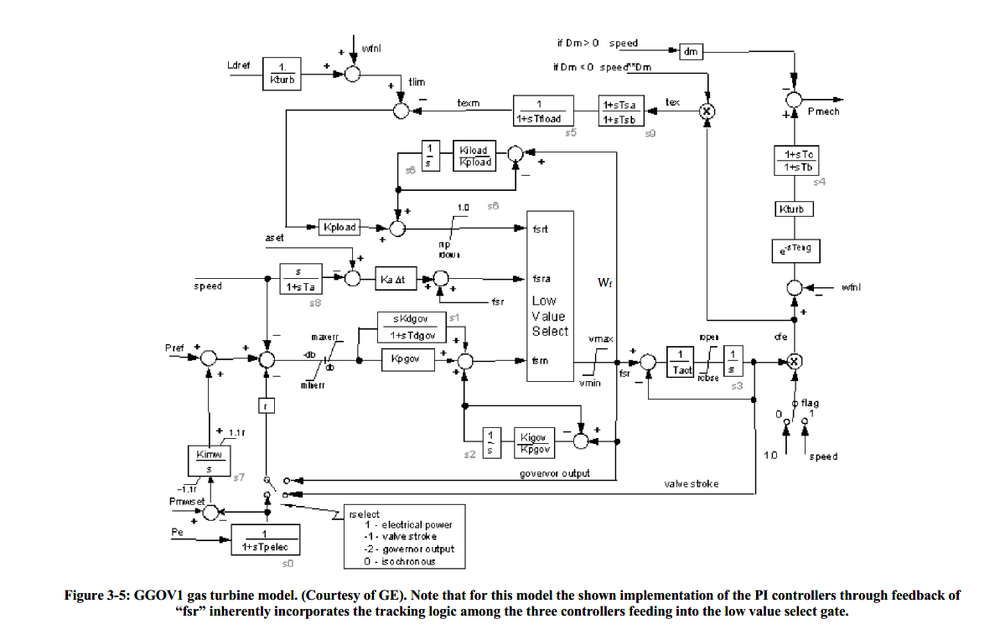 if Dm > 0 speed
dm
wfnl
if Dm < 0 speed**Dm
Ldref
1.
Kturb
tlim
texm
1
1+sTfload
s5
1+sTsa
1+sTsb
s9
tex
Pmech
1
s
s6
Kiload
Kpload
1+sTc
1+sTb
s4
1.0
s6
Kturb
Kpload
fsrt
e-sTeng
aset
speed
s
1+sTa
s8
Ka Δt
fsr
fsra
Low
Value
Select
Wf
wfnl
sKdgov
1+sTdgov
s1
maxerr
-db
db
minerr
Kpgov
fsrn
vmax
vmin
fsr
1
Tact
ropen
1
s
s3
cfe
Pref
r
flag
0
1
1.0
speed
+ 1.1r
Kimw
s
s7
-1.1r
s2
1
s
Kigov
Kpgov
governor output
valve stroke
Pmwset
Pe
1
1+sTpelec
s0
rselect
1 - electrical power
-1 - valve stroke
-2 - governor output
0 - isochronous
Figure 3-5: GGOV1 gas turbine model. (Courtesy of GE). Note that for this model the shown implementation of the PI controllers through feedback of
“fsr” inherently incorporates the tracking logic among the three controllers feeding into the low value select gate.